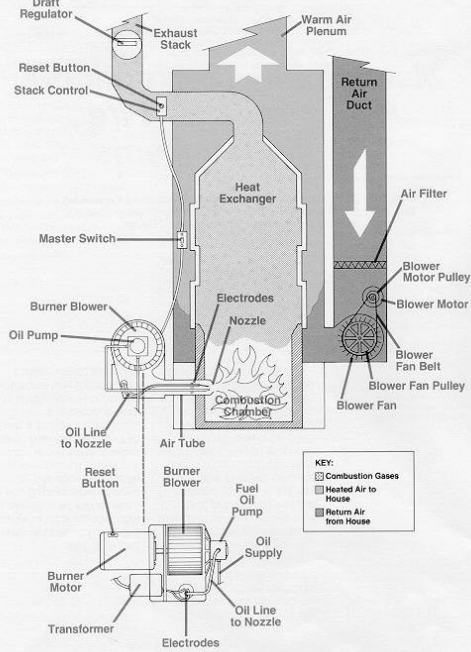 Draft
Regulator
Exhaust
Stack
Warm Air
Plenum
Reset Button
Stack Control
Return
Air
Duct
Heat
Exchanger
Air Filter
Master Switch
Blower
Motor Pulley
Blower Motor
Burner Blower
Electrodes
Oil Pump
Nozzle
Blower
Fan Belt
Blower Fan Pulley
Blower Fan
Combustion
Chamber
Oil Line
to Nozzle
Air Tube
KEY:
Combustion Gases
Heated Air to
House
Return Air
from House
Reset
Button
Burner
Blower
Fuel
Oil
Pump
Oil
Supply
Burner
Motor
Oil Line
to Nozzle
Transformer
Electrodes